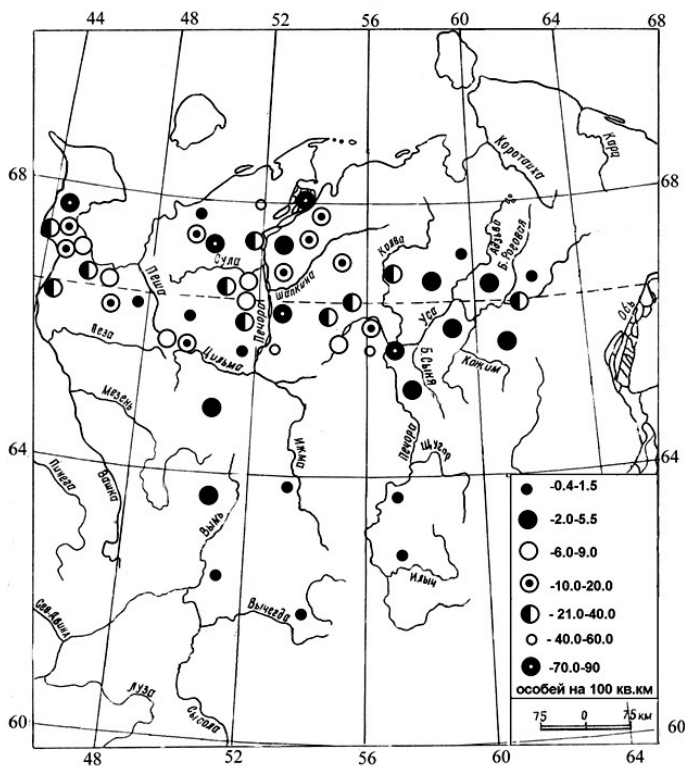 44 48 52 56 60 64 68
68
68
Коротаиха
Кара
Колва
Адзьва
Б. Роговая
Сула
Пеша
Шапкина
Печора
Уса
Обь
Пеза
Цильма
Б. Сыня
Кожим
Мезень
64
64
Пинега
Вашка
Ижма
Печора
Щугор
Вымь
Илыч
Вычегда
Сев. Двина
Луза
Сысола
-0.4-1.5
-2.0-5.5
-6.0-9.0
-10.0-20.0
-21.0-40.0
- 40.0-60.0
-70.0-90
особей на 100 кв.км
75 0 75 км
60
60
48 52 56 60 64